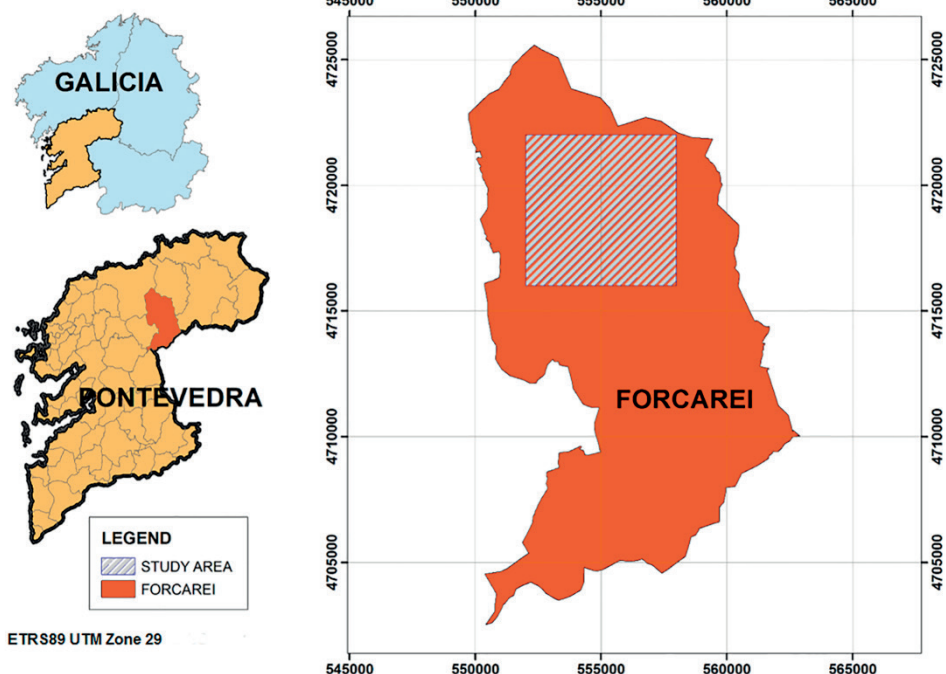 GALICIA
PONTEVEDRA
LEGEND
STUDY AREA
FORCAREI
ETRS89 UTM Zone 29
545000 550000 555000 560000 565000
4725000 4725000
4720000 4720000
4715000 4715000
FORCAREI
4710000 4710000
4705000 4705000
545000 550000 555000 560000 565000